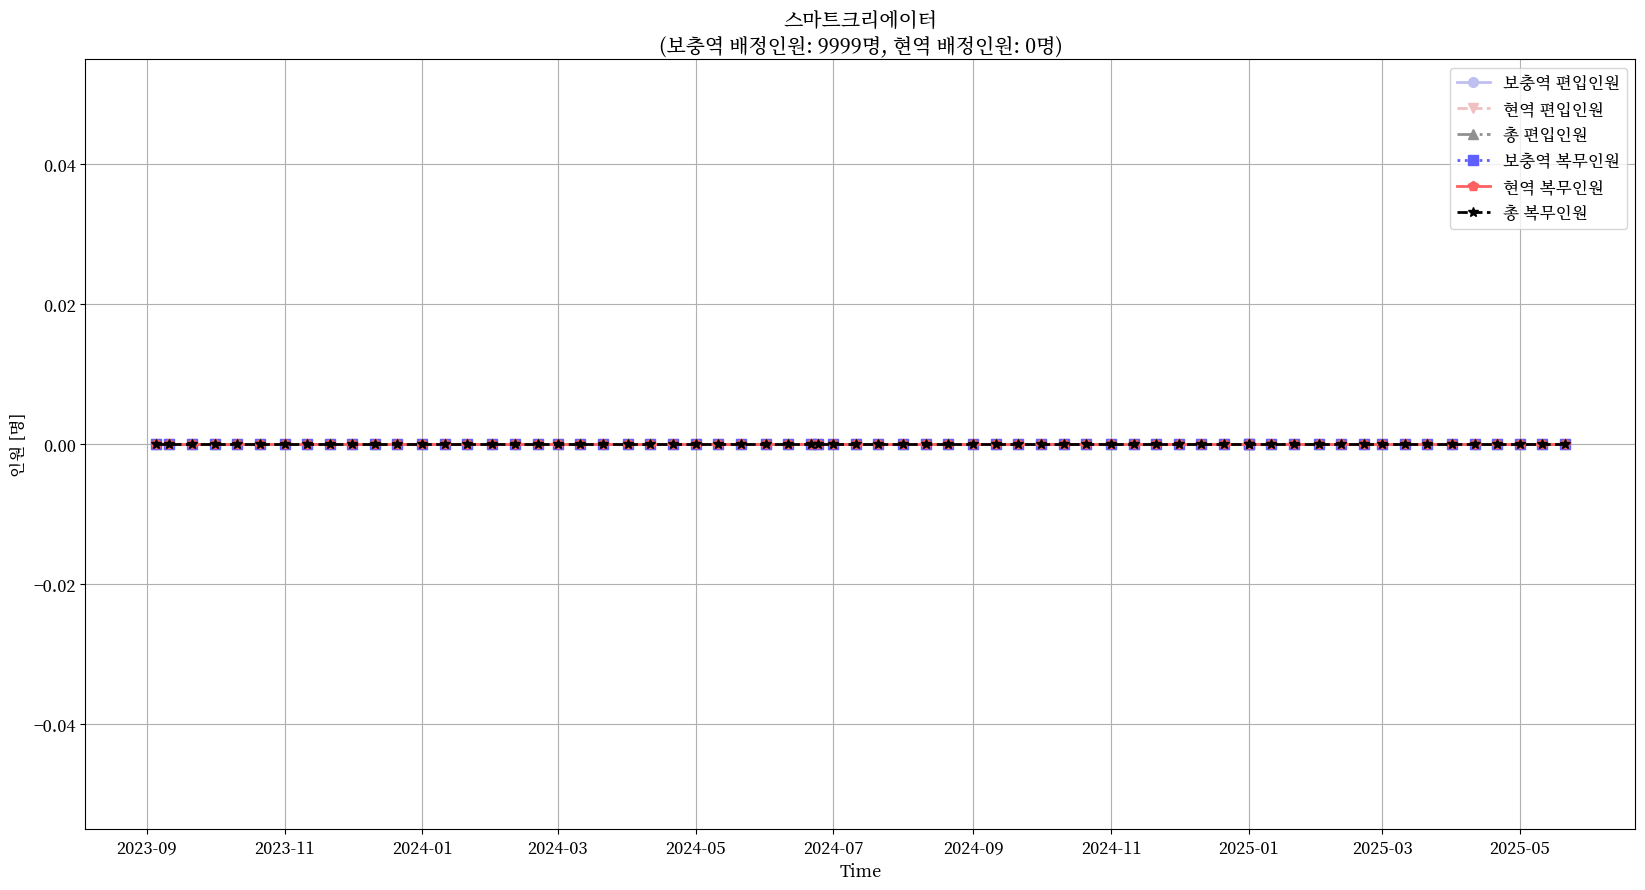 스마트크리에이터
(보충역 배정인원: 9999명, 현역 배정인원: 0명)
보충역 편입인원
현역 편입인원
총 편입인원
보충역 복무인원
현역 복무인원
총 복무인원
인원 [명]
0.04
0.02
0.00
−0.02
−0.04
2023-09
2023-11
2024-01
2024-03
2024-05
2024-07
2024-09
2024-11
2025-01
2025-03
2025-05
Time